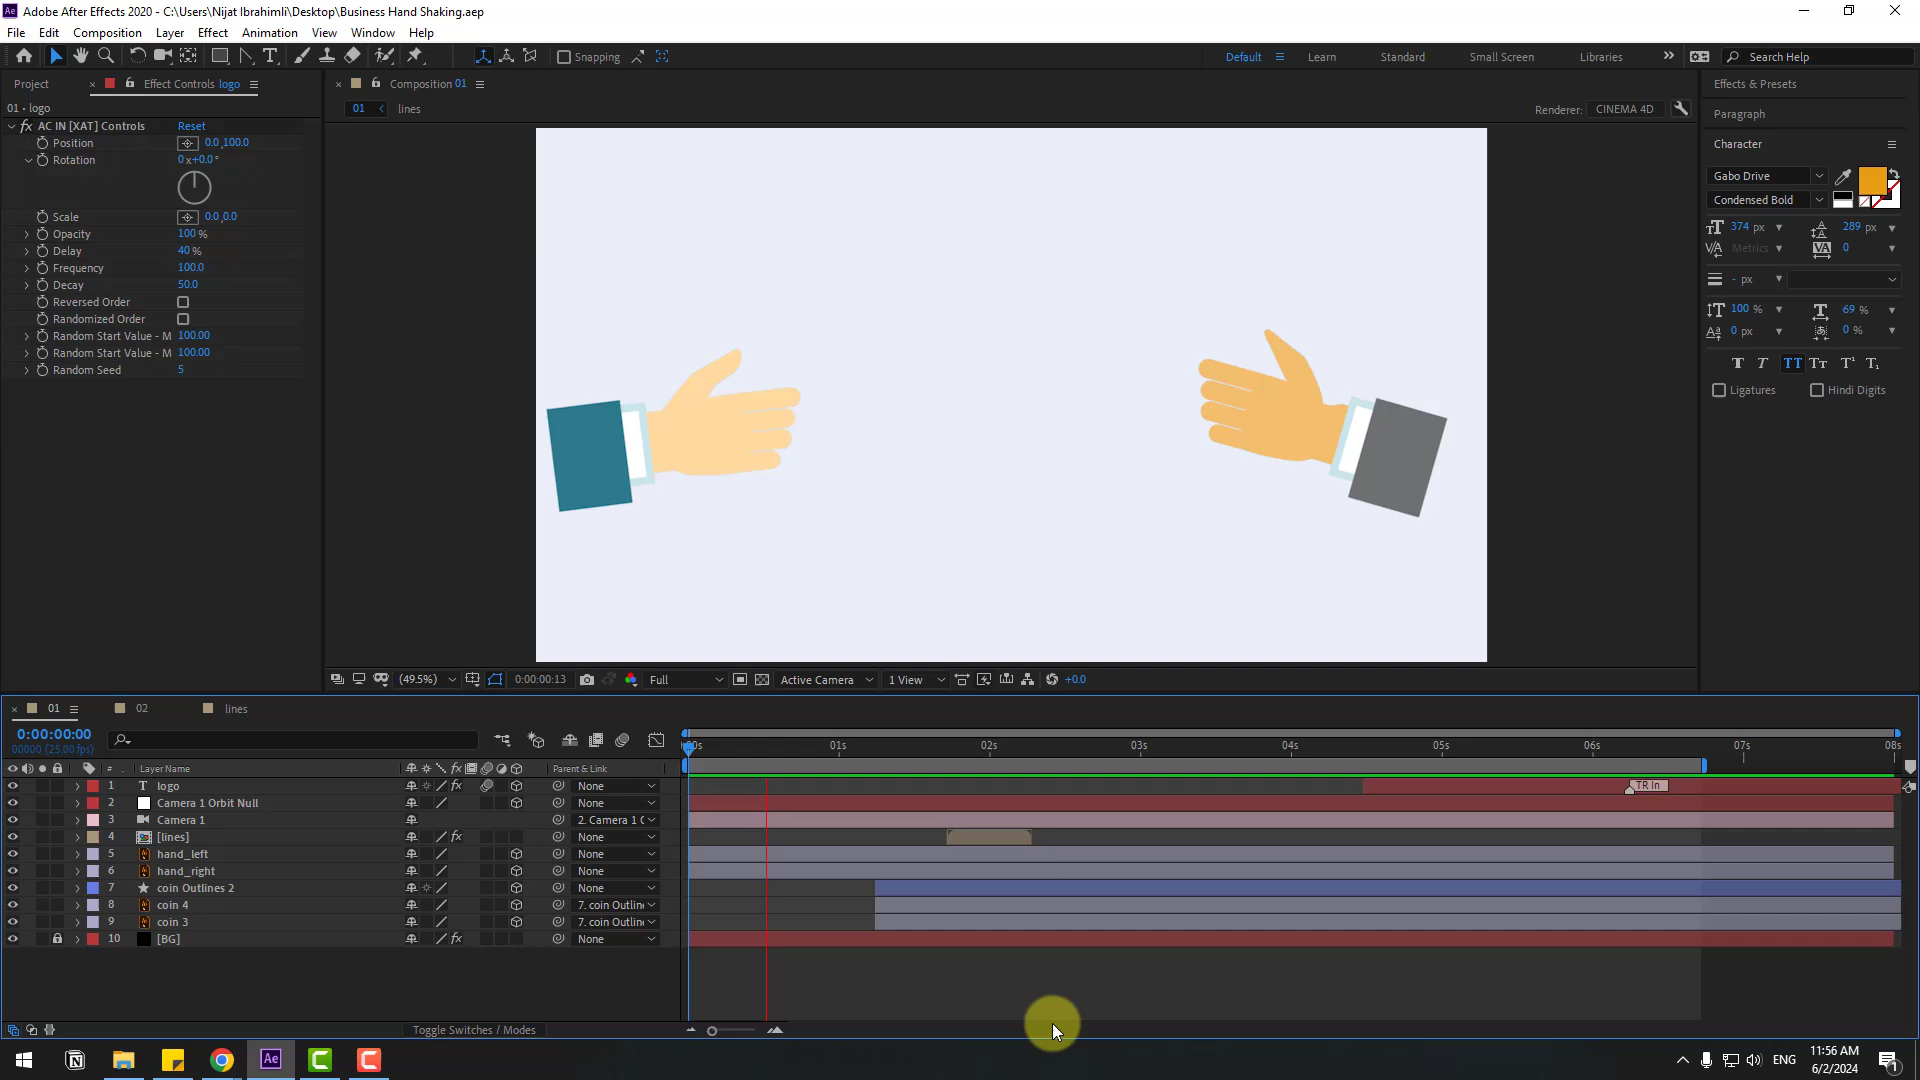 Adobe After Effects 2020 - C:\Users\Nijat Ibrahimli\Desktop\Business Hand Shaking.aep
File Edit Composition Layer Effect Animation View Window Help
Snapping Default Learn Standard Small Screen Libraries Search Help
Project Effect Controls logo
01 • logo
AC IN [XAT] Controls Reset
Position 0.0,100.0
Rotation 0x+0.0°
Scale 0.0,0.0
Opacity 100 %
Delay 40 %
Frequency 100.0
Decay 50.0
Reversed Order
Randomized Order
Random Start Value - M 100.00
Random Start Value - M 100.00
Random Seed 5
Composition 01
01 lines
Renderer: CINEMA 4D
(49.5%) 0:00:00:13 Full Active Camera 1 View +0.0
Effects & Presets
Paragraph
Character
Gabo Drive
Condensed Bold
374 px 289 px
Metrics 0
- px
100 % 69 %
0 px 0 %
T T TT Tt T¹ T₁
Ligatures Hindi Digits
01 02 lines
0:00:00:00
00000 (25.00 fps)
00s 01s 02s 03s 04s 05s 06s 07s 08s
# Layer Name Parent & Link
1 T logo None TR In
2 Camera 1 Orbit Null None
3 Camera 1 2. Camera 1 O
4 [lines] None
5 hand_left None
6 hand_right None
7 coin Outlines 2 None
8 coin 4 7. coin Outline
9 coin 3 7. coin Outline
10 [BG] None
Toggle Switches / Modes
Ae
ENG
11:56 AM
6/2/2024
1